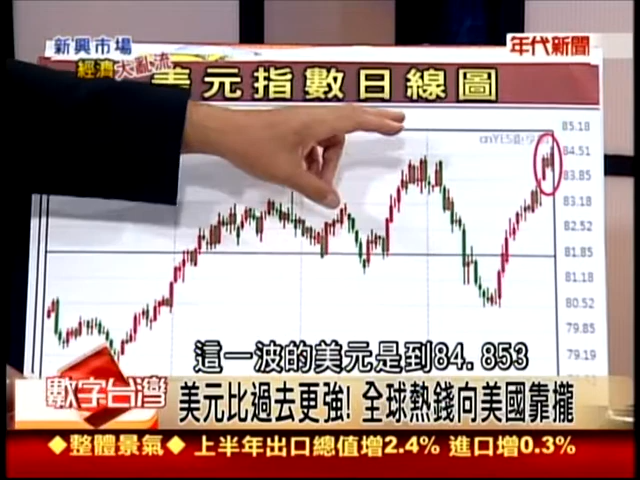 新興市場
經濟大亂流
年代新聞
美元指數日線圖
85.18
84.51
83.85
83.18
82.52
81.85
81.18
80.52
79.85
79.19
這一波的美元是到84.853
數字台灣
美元比過去更強! 全球熱錢向美國靠攏
◆整體景氣◆ 上半年出口總值增2.4% 進口增0.3%